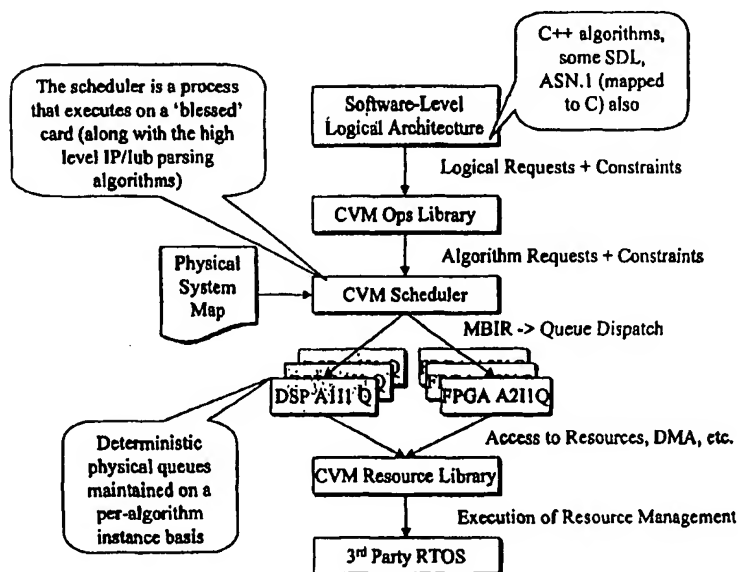 C++ algorithms,
some SDL,
ASN.1 (mapped
to C) also
The scheduler is a process
that executes on a 'blessed'
card (along with the high
level IP/Iub parsing
algorithms)
Software-Level
Logical Architecture
Logical Requests + Constraints
CVM Ops Library
Algorithm Requests + Constraints
Physical
System
Map
CVM Scheduler
MBIR -> Queue Dispatch
Q
Q
DSP A111 Q
F
F
FPGA A211Q
Access to Resources, DMA, etc.
Deterministic
physical queues
maintained on a
per-algorithm
instance basis
CVM Resource Library
Execution of Resource Management
3rd Party RTOS